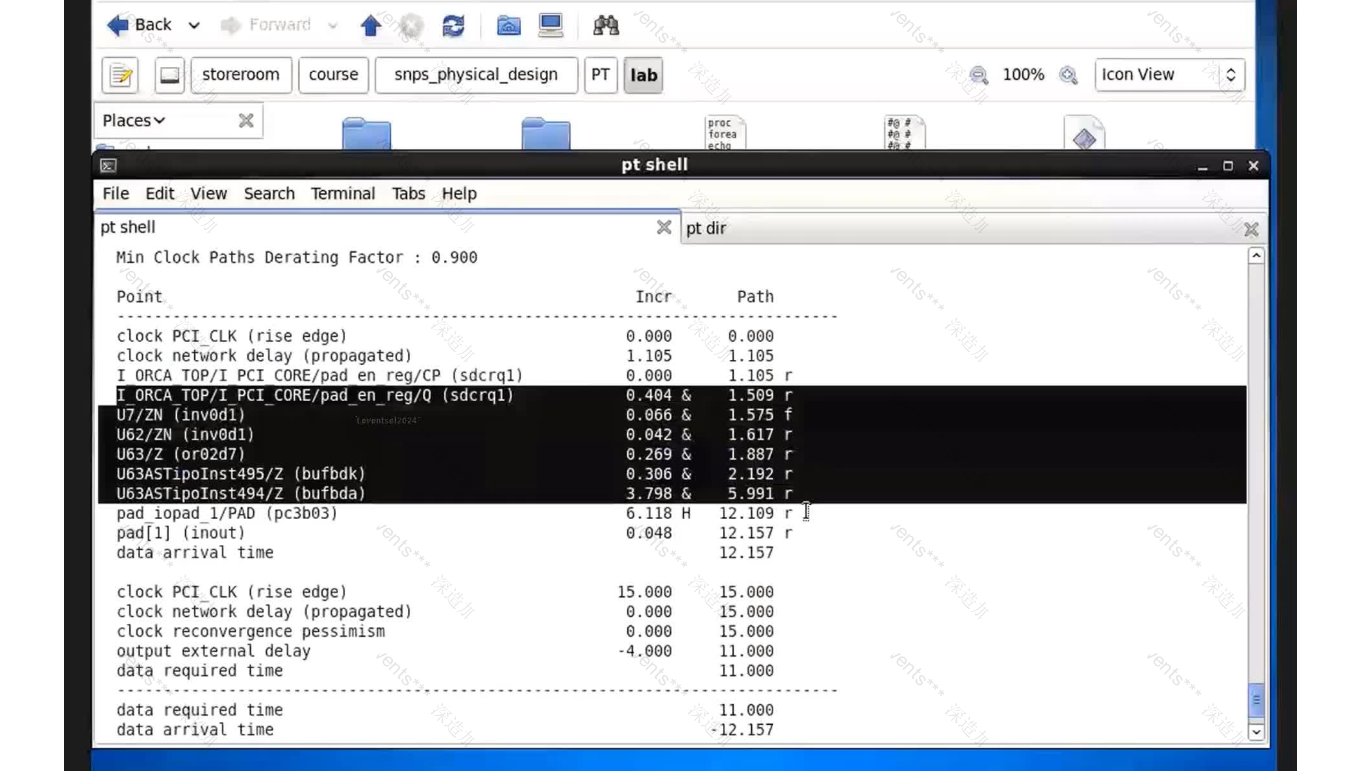 Back Forward
storeroom course snps_physical_design PT lab 100% Icon View
Places
proc
forea
echo
#@ #
#@ #
#@ #
pt shell
File Edit View Search Terminal Tabs Help
pt shell pt dir
Min Clock Paths Derating Factor : 0.900
Point Incr Path
---------------------------------------------------------------------------
clock PCI_CLK (rise edge) 0.000 0.000
clock network delay (propagated) 1.105 1.105
I_ORCA_TOP/I_PCI_CORE/pad_en_reg/CP (sdcrq1) 0.000 1.105 r
I_ORCA_TOP/I_PCI_CORE/pad_en_reg/Q (sdcrq1) 0.404 & 1.509 r
U7/ZN (inv0d1) 0.066 & 1.575 f
U62/ZN (inv0d1) 0.042 & 1.617 r
U63/Z (or02d7) 0.269 & 1.887 r
U63ASTipoInst495/Z (bufbdk) 0.306 & 2.192 r
U63ASTipoInst494/Z (bufbda) 3.798 & 5.991 r
pad_iopad_1/PAD (pc3b03) 6.118 H 12.109 r
pad[1] (inout) 0.048 12.157 r
data arrival time 12.157
clock PCI_CLK (rise edge) 15.000 15.000
clock network delay (propagated) 0.000 15.000
clock reconvergence pessimism 0.000 15.000
output external delay -4.000 11.000
data required time 11.000
---------------------------------------------------------------------------
data required time 11.000
data arrival time -12.157